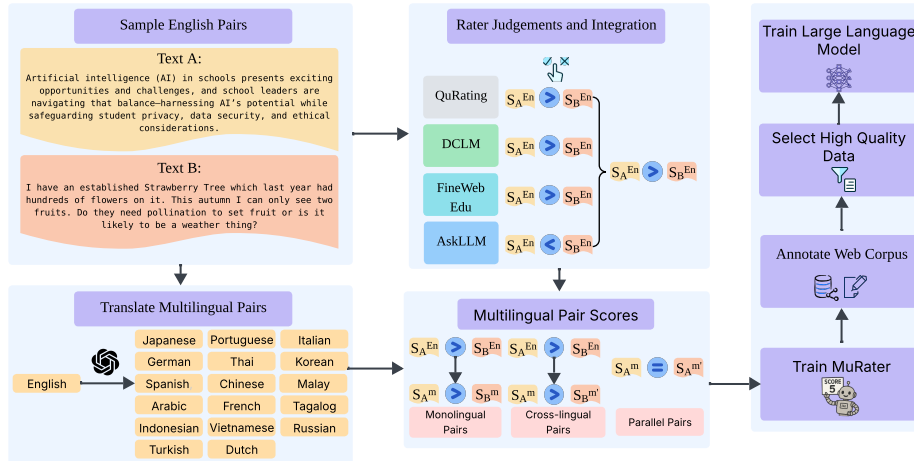 Sample English Pairs
Text A:
Artificial intelligence (AI) in schools presents exciting
opportunities and challenges, and school leaders are
navigating that balance—harnessing AI's potential while
safeguarding student privacy, data security, and ethical
considerations.
Text B:
I have an established Strawberry Tree which last year had
hundreds of flowers on it. This autumn I can only see two
fruits. Do they need pollination to set fruit or is it
likely to be a weather thing?
Rater Judgements and Integration
QuRating
S_A^En > S_B^En
DCLM
S_A^En > S_B^En
FineWeb
Edu
S_A^En > S_B^En
AskLLM
S_A^En < S_B^En
S_A^En > S_B^En
Translate Multilingual Pairs
English
Japanese Portuguese Italian
German Thai Korean
Spanish Chinese Malay
Arabic French Tagalog
Indonesian Vietnamese Russian
Turkish Dutch
Multilingual Pair Scores
S_A^En > S_B^En
S_A^m > S_B^m
Monolingual
Pairs
S_A^En > S_B^En
S_A^m > S_B^m'
Cross-lingual
Pairs
S_A^m = S_A^m'
Parallel Pairs
Train Large Language
Model
Select High Quality
Data
Annotate Web Corpus
Train MuRater
SCORE
5